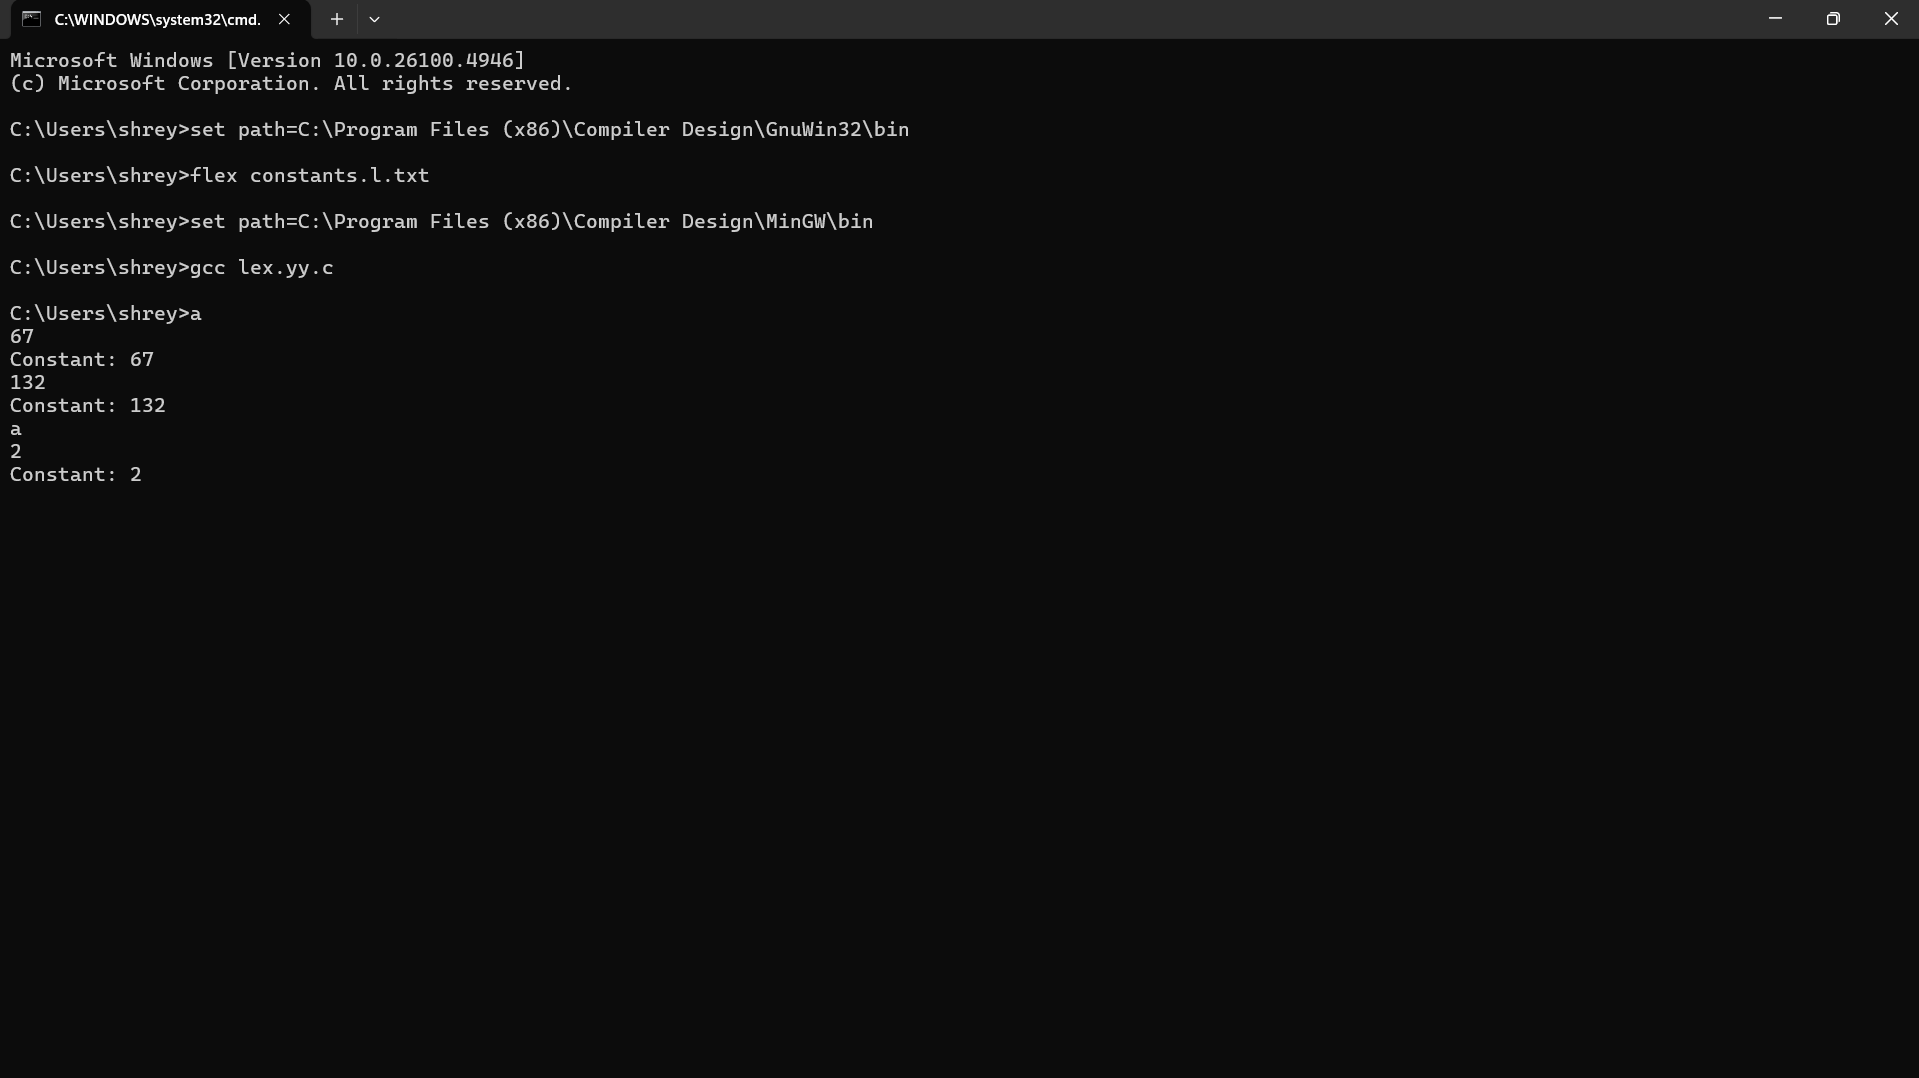 C:\WINDOWS\system32\cmd.
Microsoft Windows [Version 10.0.26100.4946]
(c) Microsoft Corporation. All rights reserved.
C:\Users\shrey>set path=C:\Program Files (x86)\Compiler Design\GnuWin32\bin
C:\Users\shrey>flex constants.l.txt
C:\Users\shrey>set path=C:\Program Files (x86)\Compiler Design\MinGW\bin
C:\Users\shrey>gcc lex.yy.c
C:\Users\shrey>a
67
Constant: 67
132
Constant: 132
a
2
Constant: 2